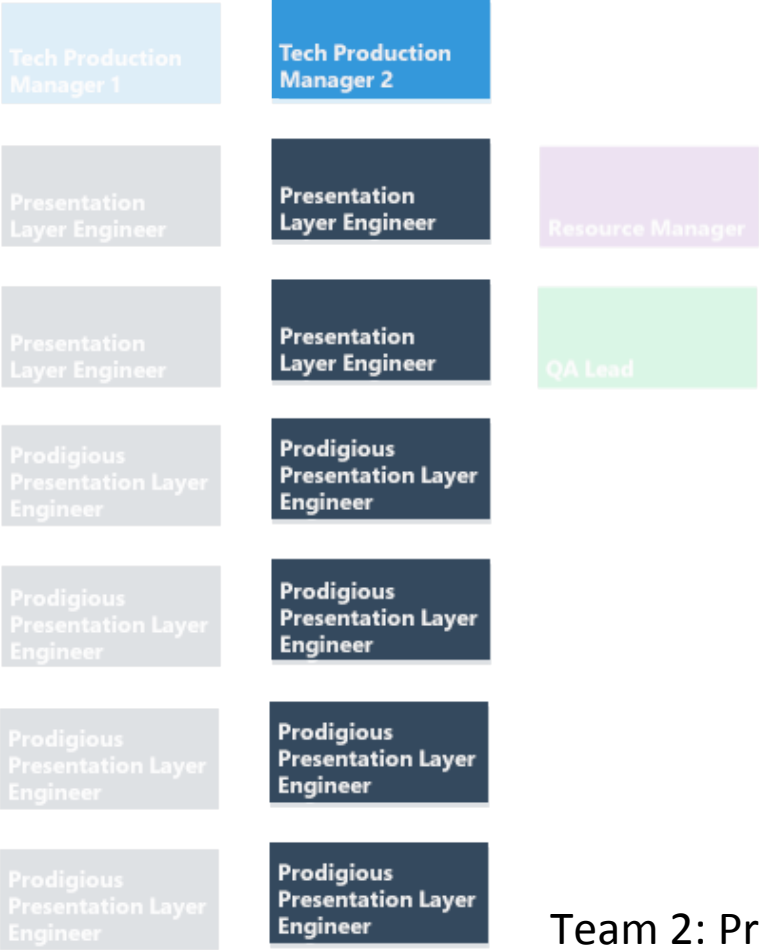 Tech Production
Manager 1
Presentation
Layer Engineer
Presentation
Layer Engineer
Prodigious
Presentation Layer
Engineer
Prodigious
Presentation Layer
Engineer
Prodigious
Presentation Layer
Engineer
Prodigious
Presentation Layer
Engineer
Tech Production
Manager 2
Presentation
Layer Engineer
Presentation
Layer Engineer
Prodigious
Presentation Layer
Engineer
Prodigious
Presentation Layer
Engineer
Prodigious
Presentation Layer
Engineer
Prodigious
Presentation Layer
Engineer
Resource Manager
QA Lead
Team 2: Pr